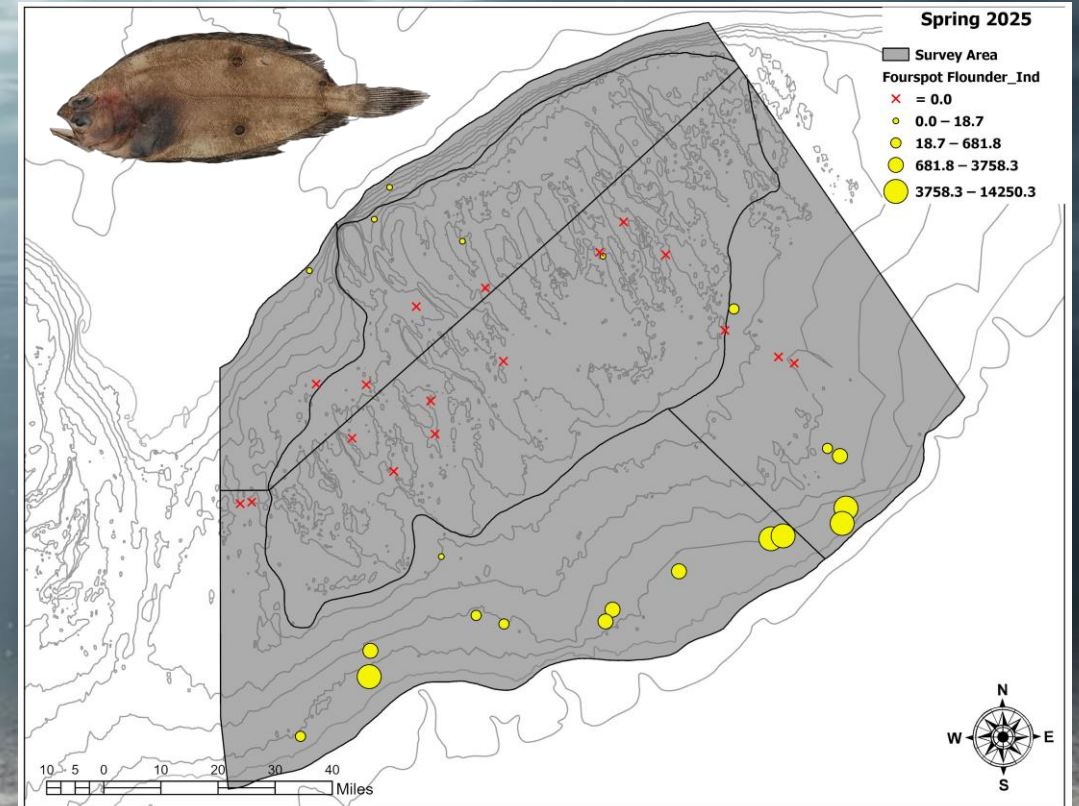 Spring 2025
Survey Area
Fourspot Flounder_Ind
= 0.0
0.0 – 18.7
18.7 – 681.8
681.8 – 3758.3
3758.3 – 14250.3
N
W E
S
10 5 0 10 20 30 40
Miles